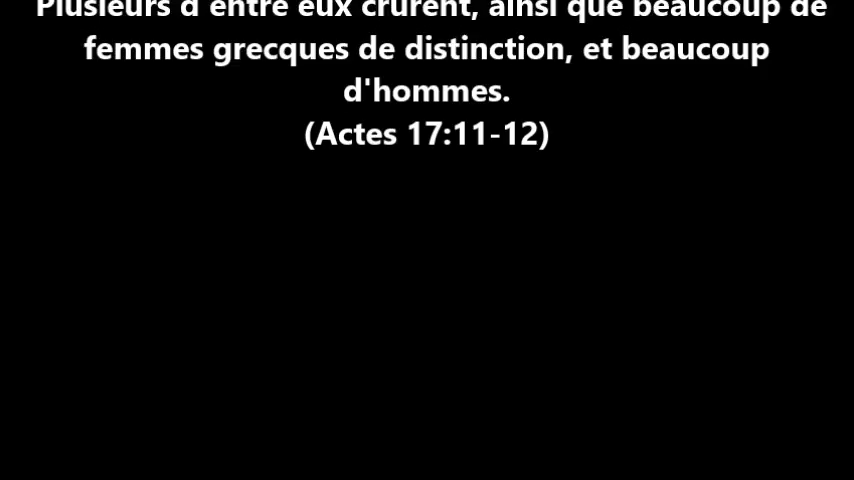 Plusieurs d'entre eux crurent, ainsi que beaucoup de
femmes grecques de distinction, et beaucoup
d'hommes.
(Actes 17:11-12)